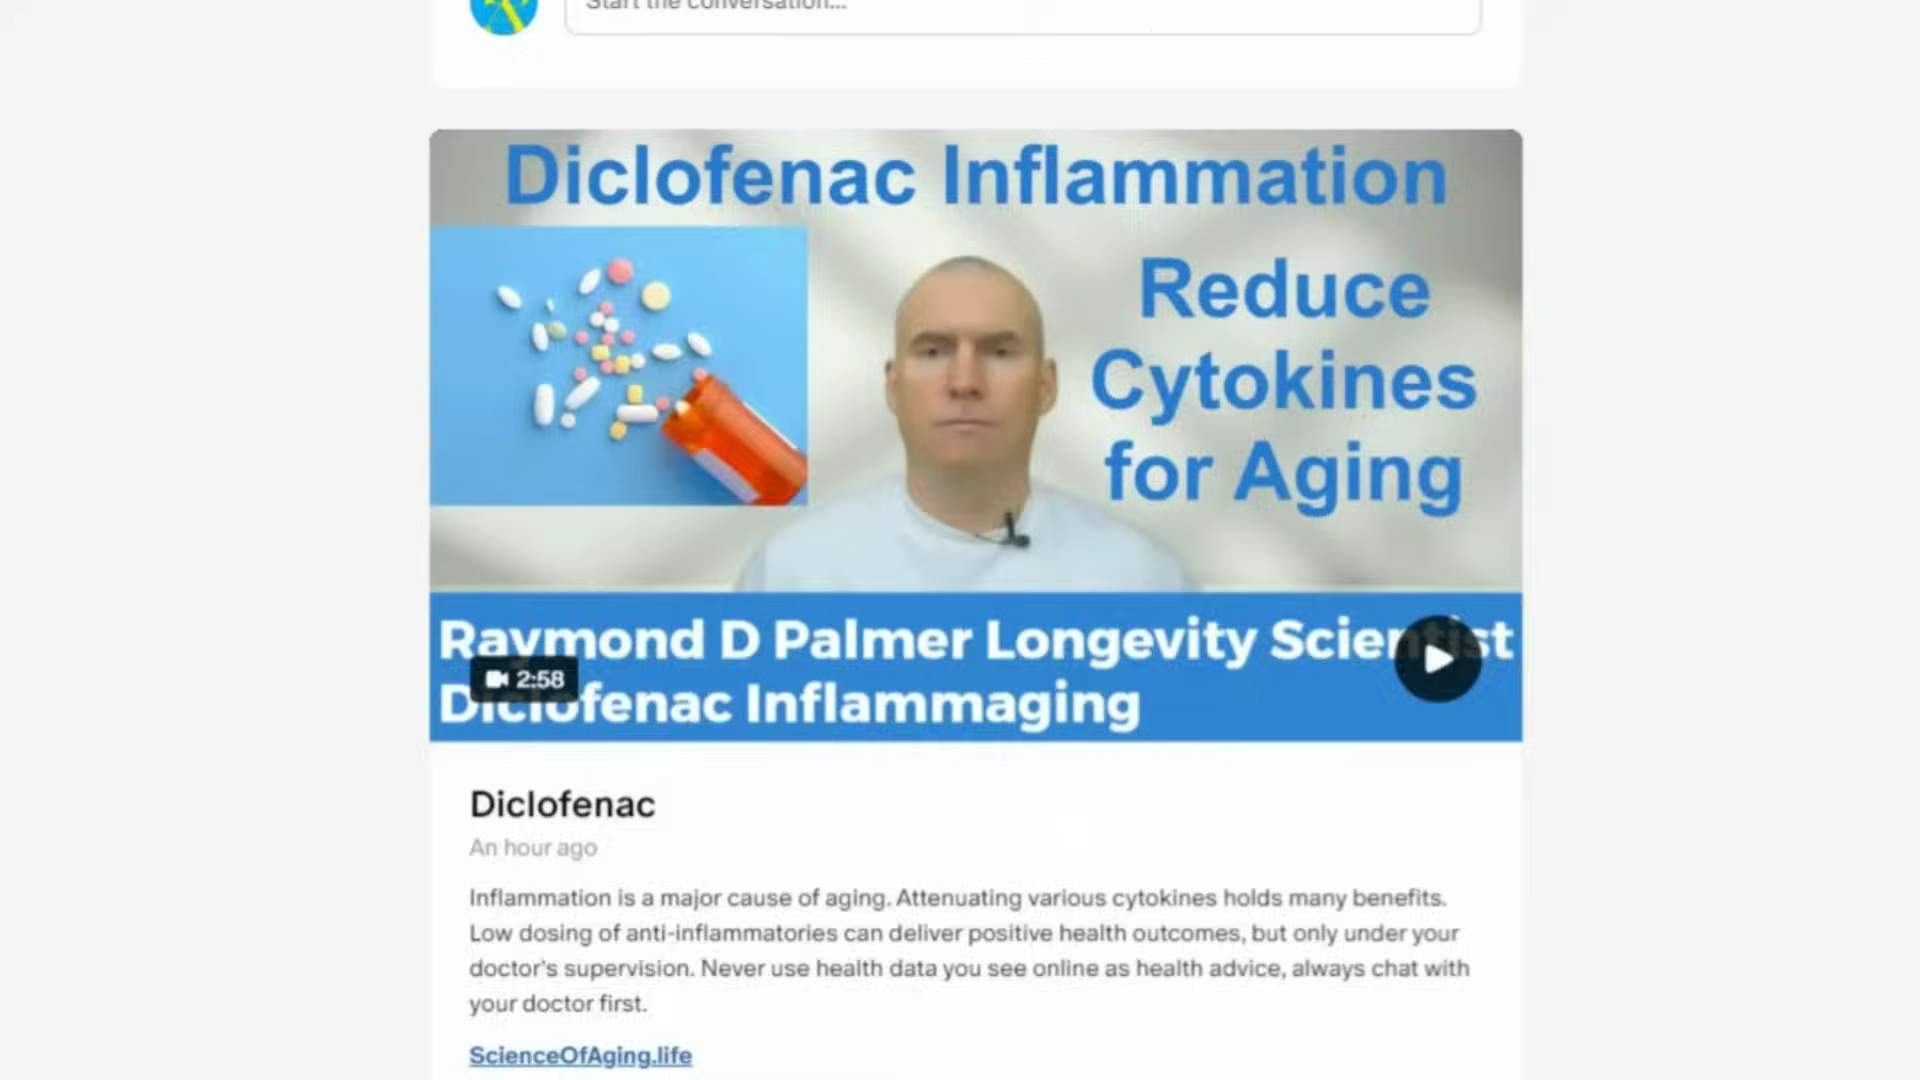 Start the conversation...
Diclofenac Inflammation
Reduce
Cytokines
for Aging
Raymond D Palmer Longevity Scientist
2:58
Diclofenac Inflammaging
Diclofenac
An hour ago
Inflammation is a major cause of aging. Attenuating various cytokines holds many benefits.
Low dosing of anti-inflammatories can deliver positive health outcomes, but only under your
doctor's supervision. Never use health data you see online as health advice, always chat with
your doctor first.
ScienceOfAging.life